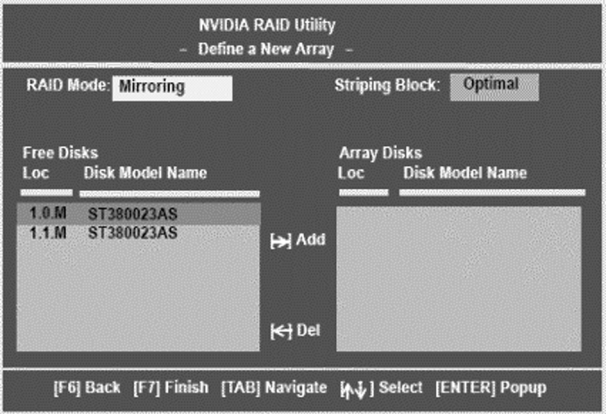 NVIDIA RAID Utility
- Define a New Array -
RAID Mode: Mirroring Striping Block: Optimal
Free Disks Array Disks
Loc Disk Model Name Loc Disk Model Name
1.0.M ST380023AS
1.1.M ST380023AS
[→] Add
[←] Del
[F6] Back [F7] Finish [TAB] Navigate [↑↓] Select [ENTER] Popup